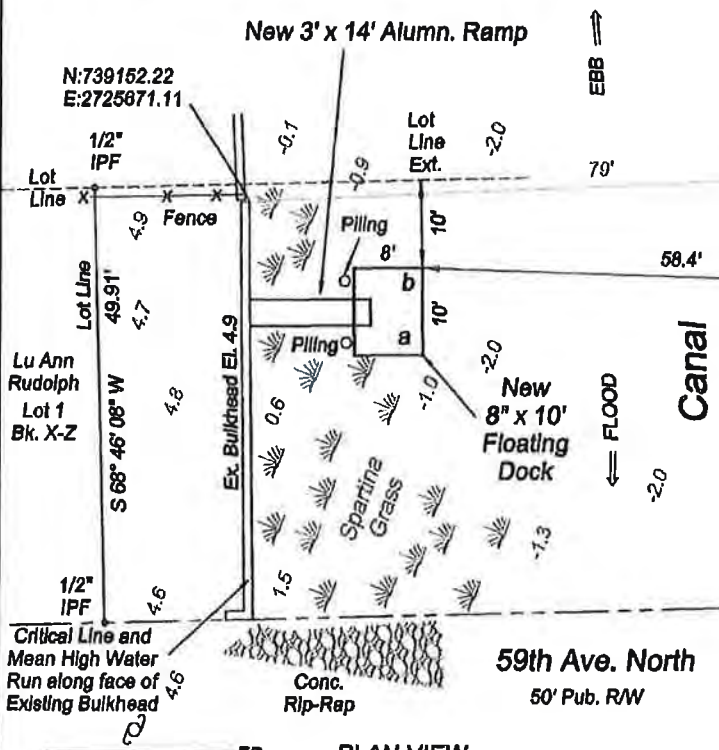 New 3' x 14' Alumn. Ramp
EBB
N:739152.22
E:2725871.11
1/2"
IPF
-0.1
-0.9
Lot
Line
Ext.
-2.0
79'
Lot
Line
X
X
X
Fence
4.9
Piling
8'
10'
58.4'
b
10'
a
Piling
Lot Line
49.91'
S 68° 46' 08" W
4.7
4.8
4.6
Lu Ann
Rudolph
Lot 1
Bk. X-Z
Ex. Bulkhead El. 4.9
0.6
1.5
-1.0
-2.0
New
8" x 10'
Floating
Dock
FLOOD
Canal
-2.0
-1.3
Spartina
Grass
1/2"
IPF
Critical Line and
Mean High Water
Run along face of
Existing Bulkhead
4.6
Conc.
Rip-Rap
59th Ave. North
50' Pub. R/W
PLAN VIEW